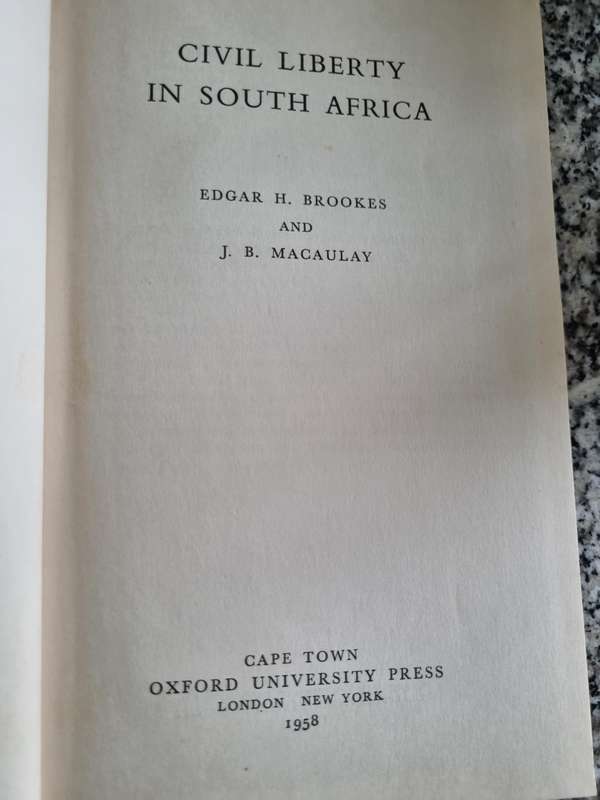 CIVIL LIBERTY
IN SOUTH AFRICA
EDGAR H. BROOKES
AND
J. B. MACAULAY
CAPE TOWN
OXFORD UNIVERSITY PRESS
LONDON NEW YORK
1958